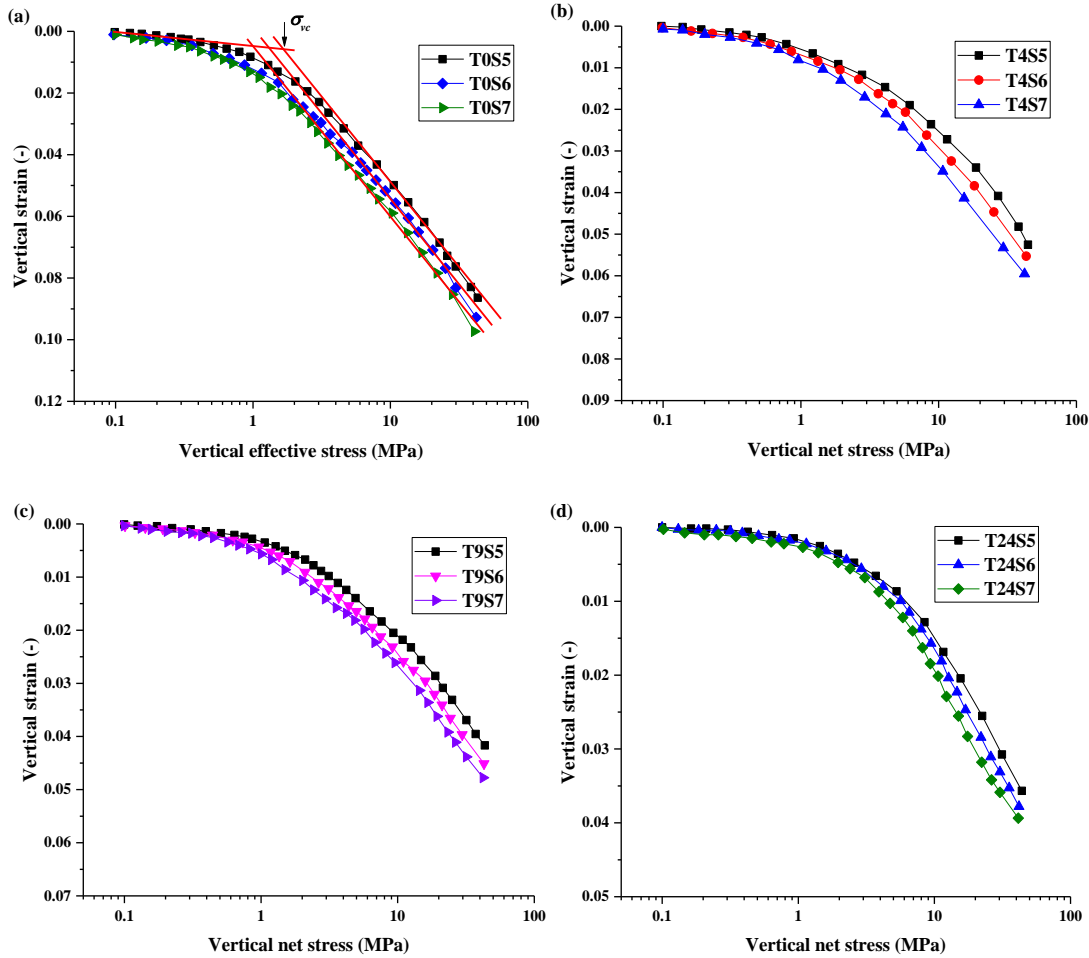 (a)
σvc
T0S5
T0S6
T0S7
0.00
0.02
0.04
0.06
0.08
0.10
0.12
Vertical strain (-)
0.1
1
10
100
Vertical effective stress (MPa)
(b)
T4S5
T4S6
T4S7
0.00
0.01
0.02
0.03
0.04
0.05
0.06
0.07
0.08
0.09
Vertical strain (-)
0.1
1
10
100
Vertical net stress (MPa)
(c)
T9S5
T9S6
T9S7
0.00
0.01
0.02
0.03
0.04
0.05
0.06
0.07
Vertical strain (-)
0.1
1
10
100
Vertical net stress (MPa)
(d)
T24S5
T24S6
T24S7
0.00
0.01
0.02
0.03
0.04
0.05
Vertical strain (-)
0.1
1
10
100
Vertical net stress (MPa)